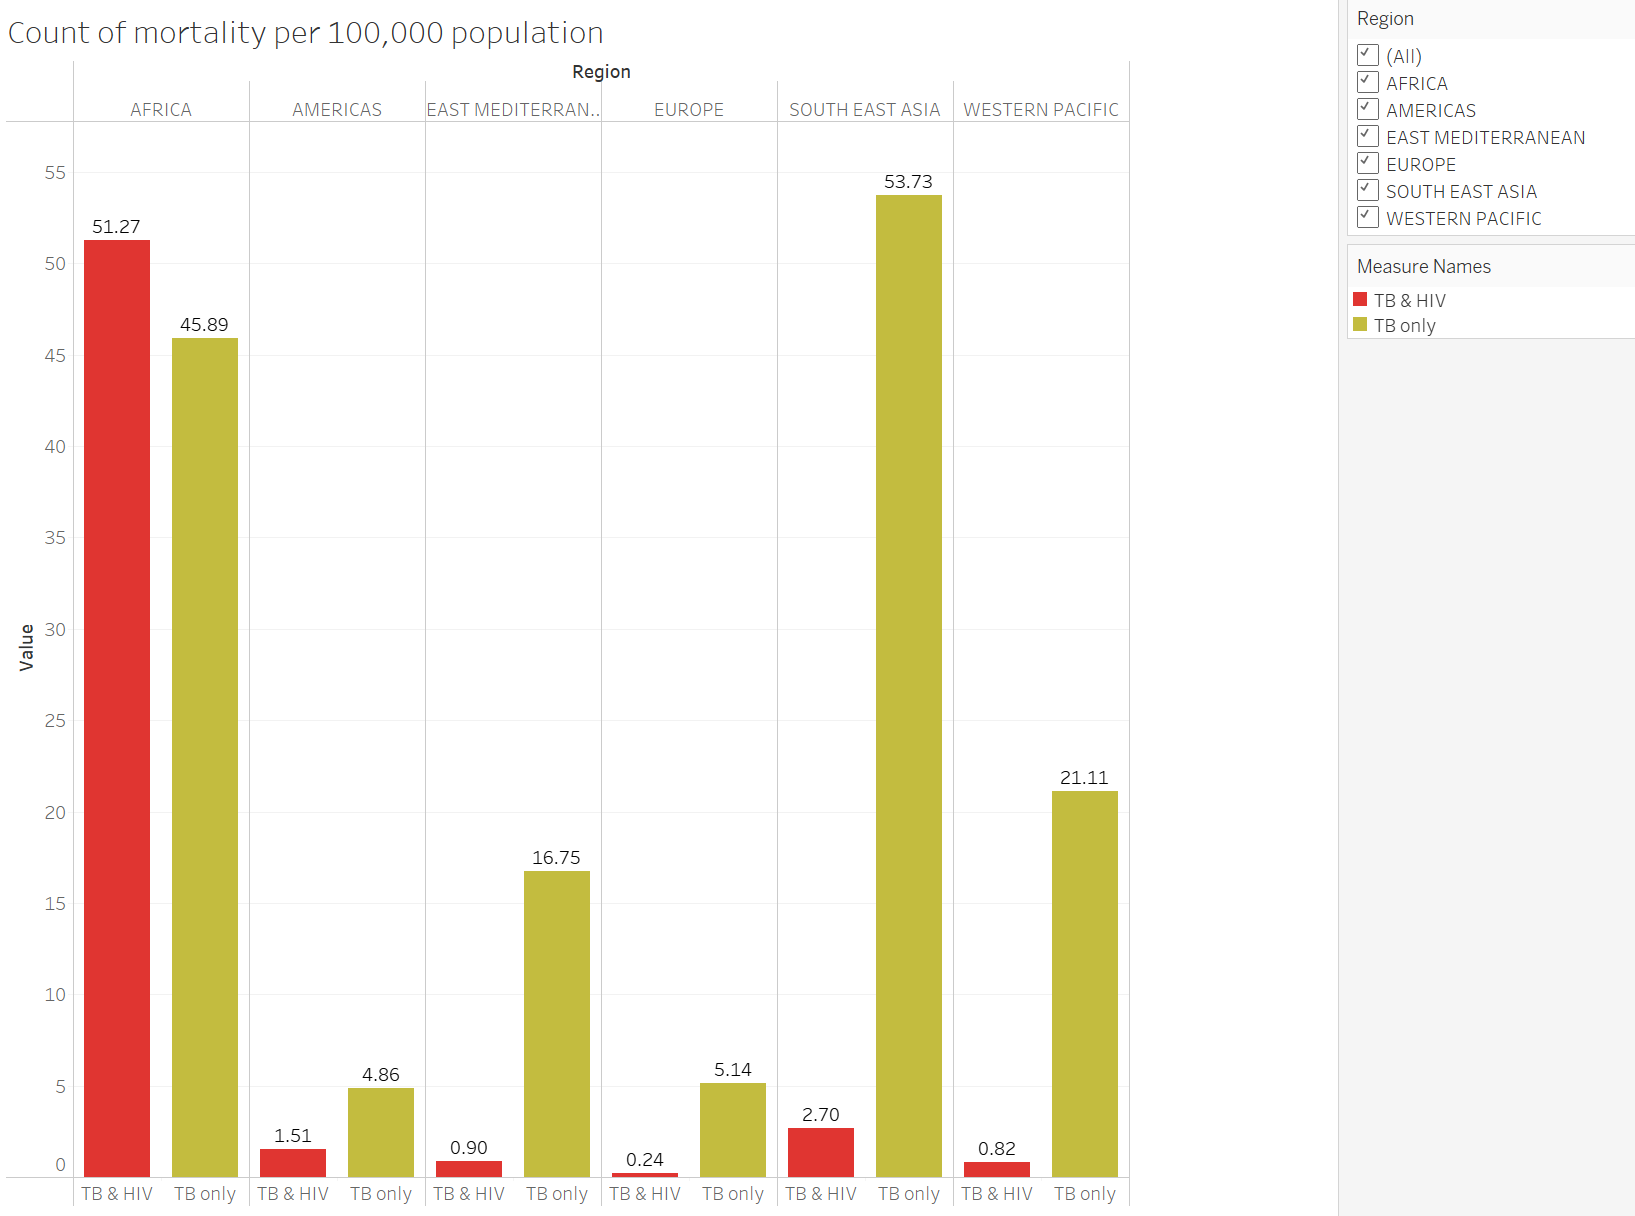 Count of mortality per 100,000 population
Region
AFRICA AMERICAS EAST MEDITERRAN.. EUROPE SOUTH EAST ASIA WESTERN PACIFIC
55
50
45
40
35
30
25
20
15
10
5
0
Value
51.27
45.89
1.51
4.86
0.90
16.75
0.24
5.14
2.70
53.73
0.82
21.11
TB & HIV TB only TB & HIV TB only TB & HIV TB only TB & HIV TB only TB & HIV TB only TB & HIV TB only
Region
(All)
AFRICA
AMERICAS
EAST MEDITERRANEAN
EUROPE
SOUTH EAST ASIA
WESTERN PACIFIC
Measure Names
TB & HIV
TB only